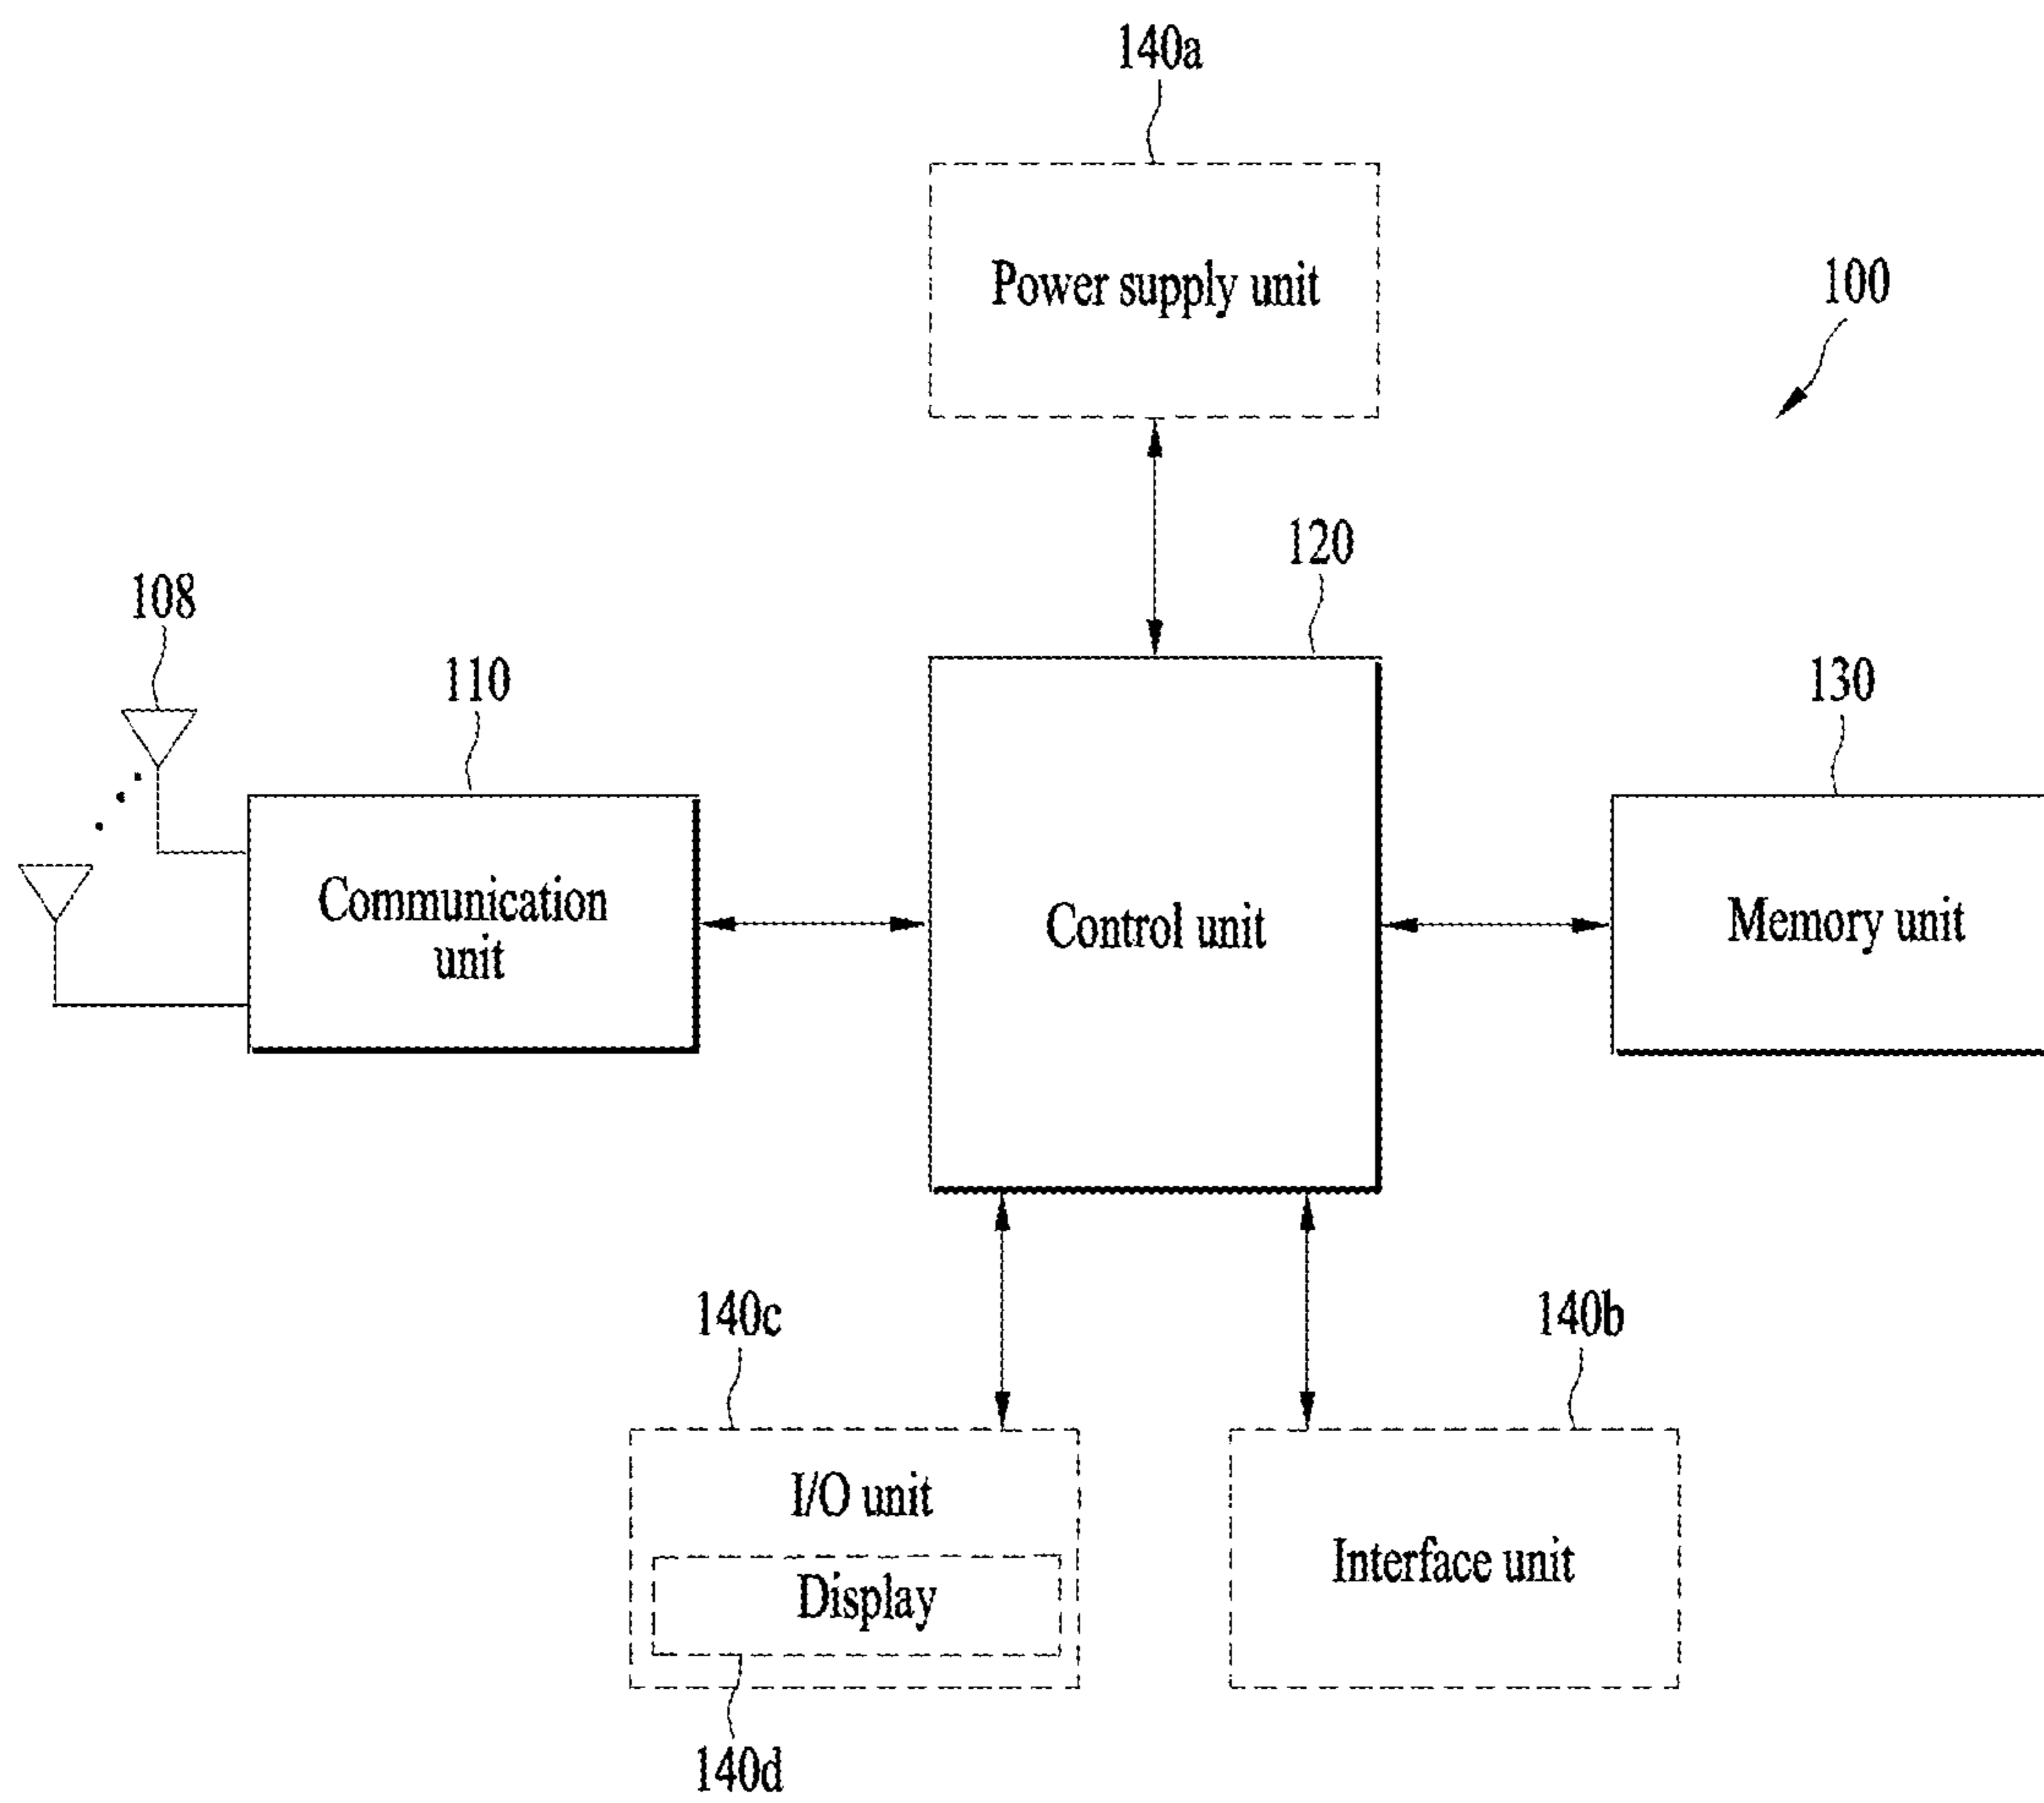 140a
Power supply unit
100
120
108
110
130
Communication
unit
Control unit
Memory unit
140c
140b
I/O unit
Display
Interface unit
140d